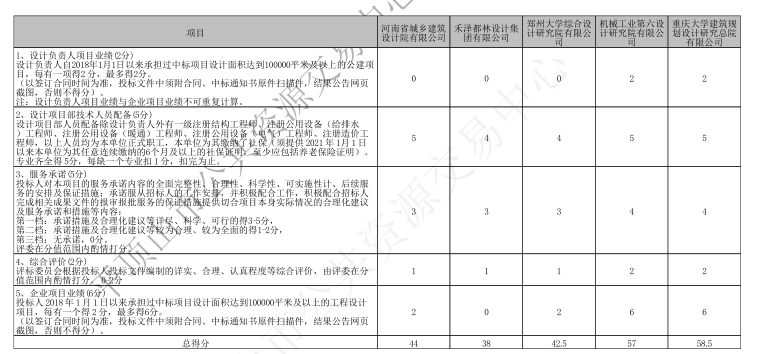 项目 河南省城乡建筑设计院有限公司 禾泽都林设计集团有限公司 郑州大学综合设计研究院有限公司 机械工业第六设计研究院有限公司 重庆大学建筑规划设计研究总院有限公司
1、设计负责人项目业绩(2分)
设计负责人自2018年1月1日以来承担过中标项目设计面积达到100000平米及以上的公建项
目，每有一项得2分，最多得2分。
（以签订合同时间为准，投标文件中须附合同、中标通知书原件扫描件，结果公告网页
截图，否则不得分）。
注：设计负责人项目业绩与企业项目业绩不可重复计算。
0 0 0 2 2
2、设计项目部技术人员配备(5分)
设计项目部人员配备除设计负责人外有一级注册结构工程师、注册公用设备（给排水
）工程师、注册公用设备（暖通）工程师、注册公用设备（电气）工程师、注册造价工
程师，以上人员均为本单位正式职工，本单位为其缴纳了社保（须提供 2021 年 1月 1 日
以来本单位为其任意连续缴纳的6个月及以上的社保证明，至少应包括养老保险证明）。
专业齐全得 5分，每缺一个专业扣 1 分，扣完为止。
5 4 4 5 5
3、服务承诺(5分)
投标人对本项目的服务承诺内容的全面完整性、合理性、科学性、可实施性计、后续服
务的安排及保证措施；承诺服从招标人的工作安排，并积极配合工作，积极配合招标人
完成相关成果文件的报审报批服务的保证措施提供切合项目本身实际情况的合理化建议
及服务承诺和措施等内容：
第一档：承诺措施及合理化建议等详尽、科学、可行的得3-5分，
第二档：承诺措施及合理化建议等较为合理、较为全面的得1-2分，
第三档：无承诺，0分。
评委在分值范围内酌情打分。
3 3 3 4 4
4、综合评价(2分)
评标委员会根据投标人投标文件编制的详实、合理、认真程度等综合评价，由评委在分
值范围内酌情打分。 0-2分
1 1 1 2 2
5、企业项目业绩(6分)
投标人 2018 年 1 月 1 日以来承担过中标项目设计面积达到100000平米及以上的工程设计
项目，每有一个得 2 分，最多得6分。
（以签订合同时间为准，投标文件中须附合同、中标通知书原件扫描件，结果公告网页
截图，否则不得分）。
2 0 2 6 6
总得分 44 38 42.5 57 58.5
平顶山市公共资源交易中心